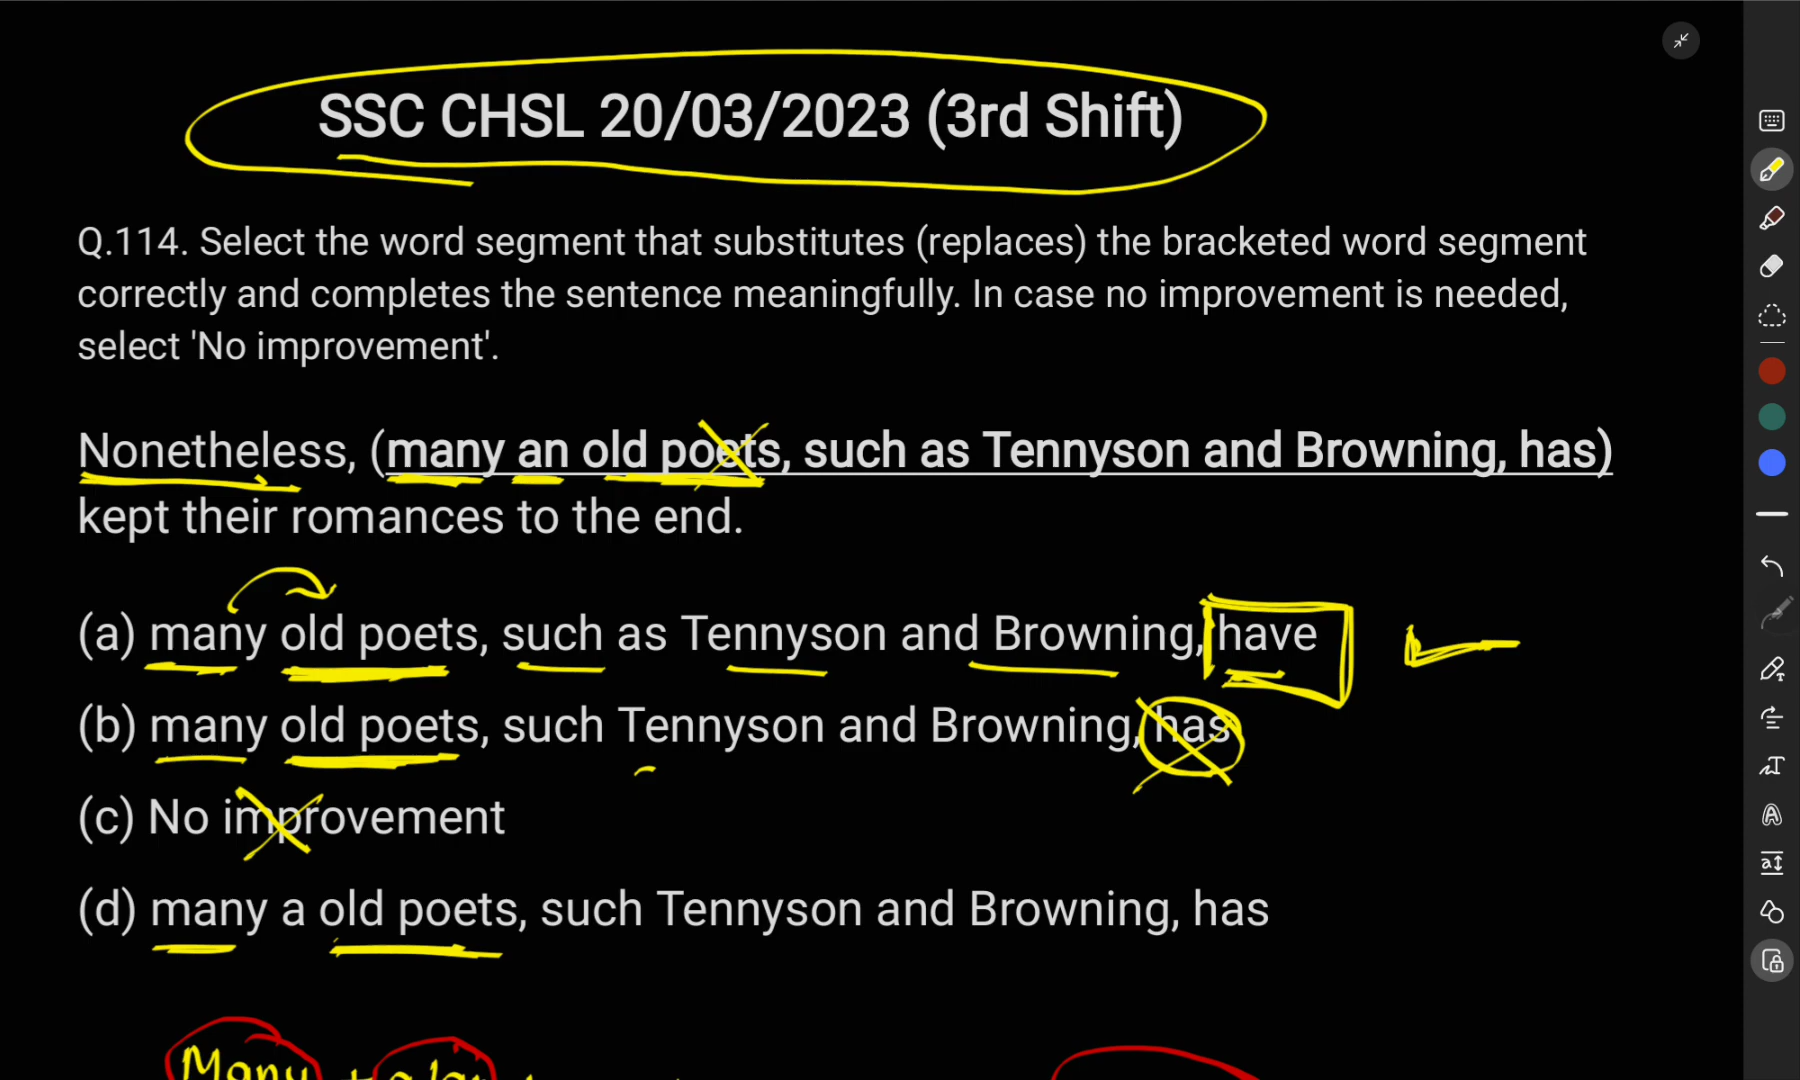 SSC CHSL 20/03/2023 (3rd Shift)
Q.114. Select the word segment that substitutes (replaces) the bracketed word segment
correctly and completes the sentence meaningfully. In case no improvement is needed,
select 'No improvement'.
Nonetheless, (many an old poets, such as Tennyson and Browning, has)
kept their romances to the end.
(a) many old poets, such as Tennyson and Browning, have
(b) many old poets, such Tennyson and Browning, has
(c) No improvement
(d) many a old poets, such Tennyson and Browning, has
Many +